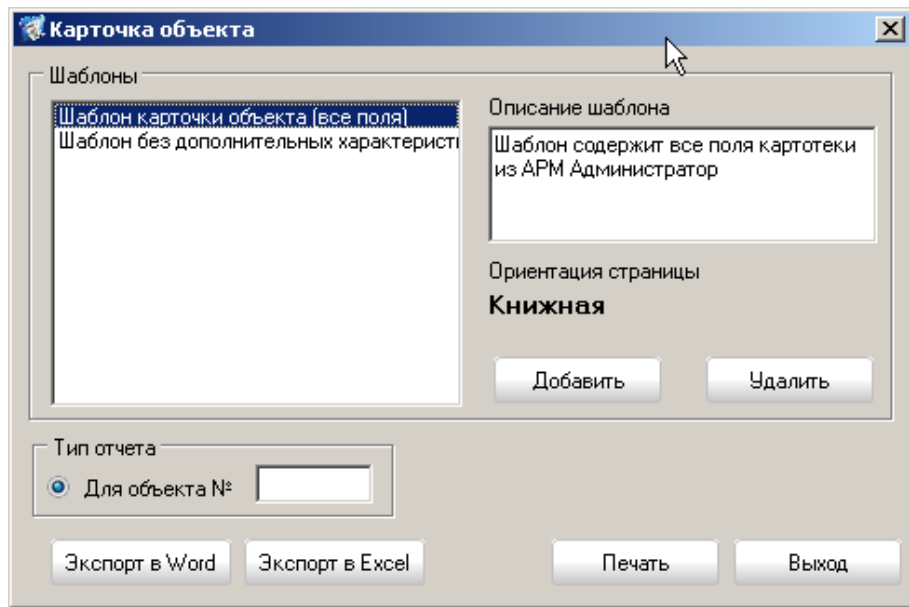 Карточка объекта
Шаблоны
Шаблон карточки объекта (все поля)
Шаблон без дополнительных
Описание шаблона
Шаблон содержит все поля картотеки
из АРМ Администратор
Ориентация страницы
Книжная
Добавить
Удалить
Тип отчета
Для объекта №
Экспорт в Word
Экспорт в Excel
Печать
Выход